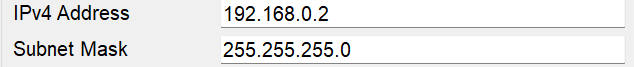 IPv4 Address 192.168.0.2
Subnet Mask 255.255.255.0